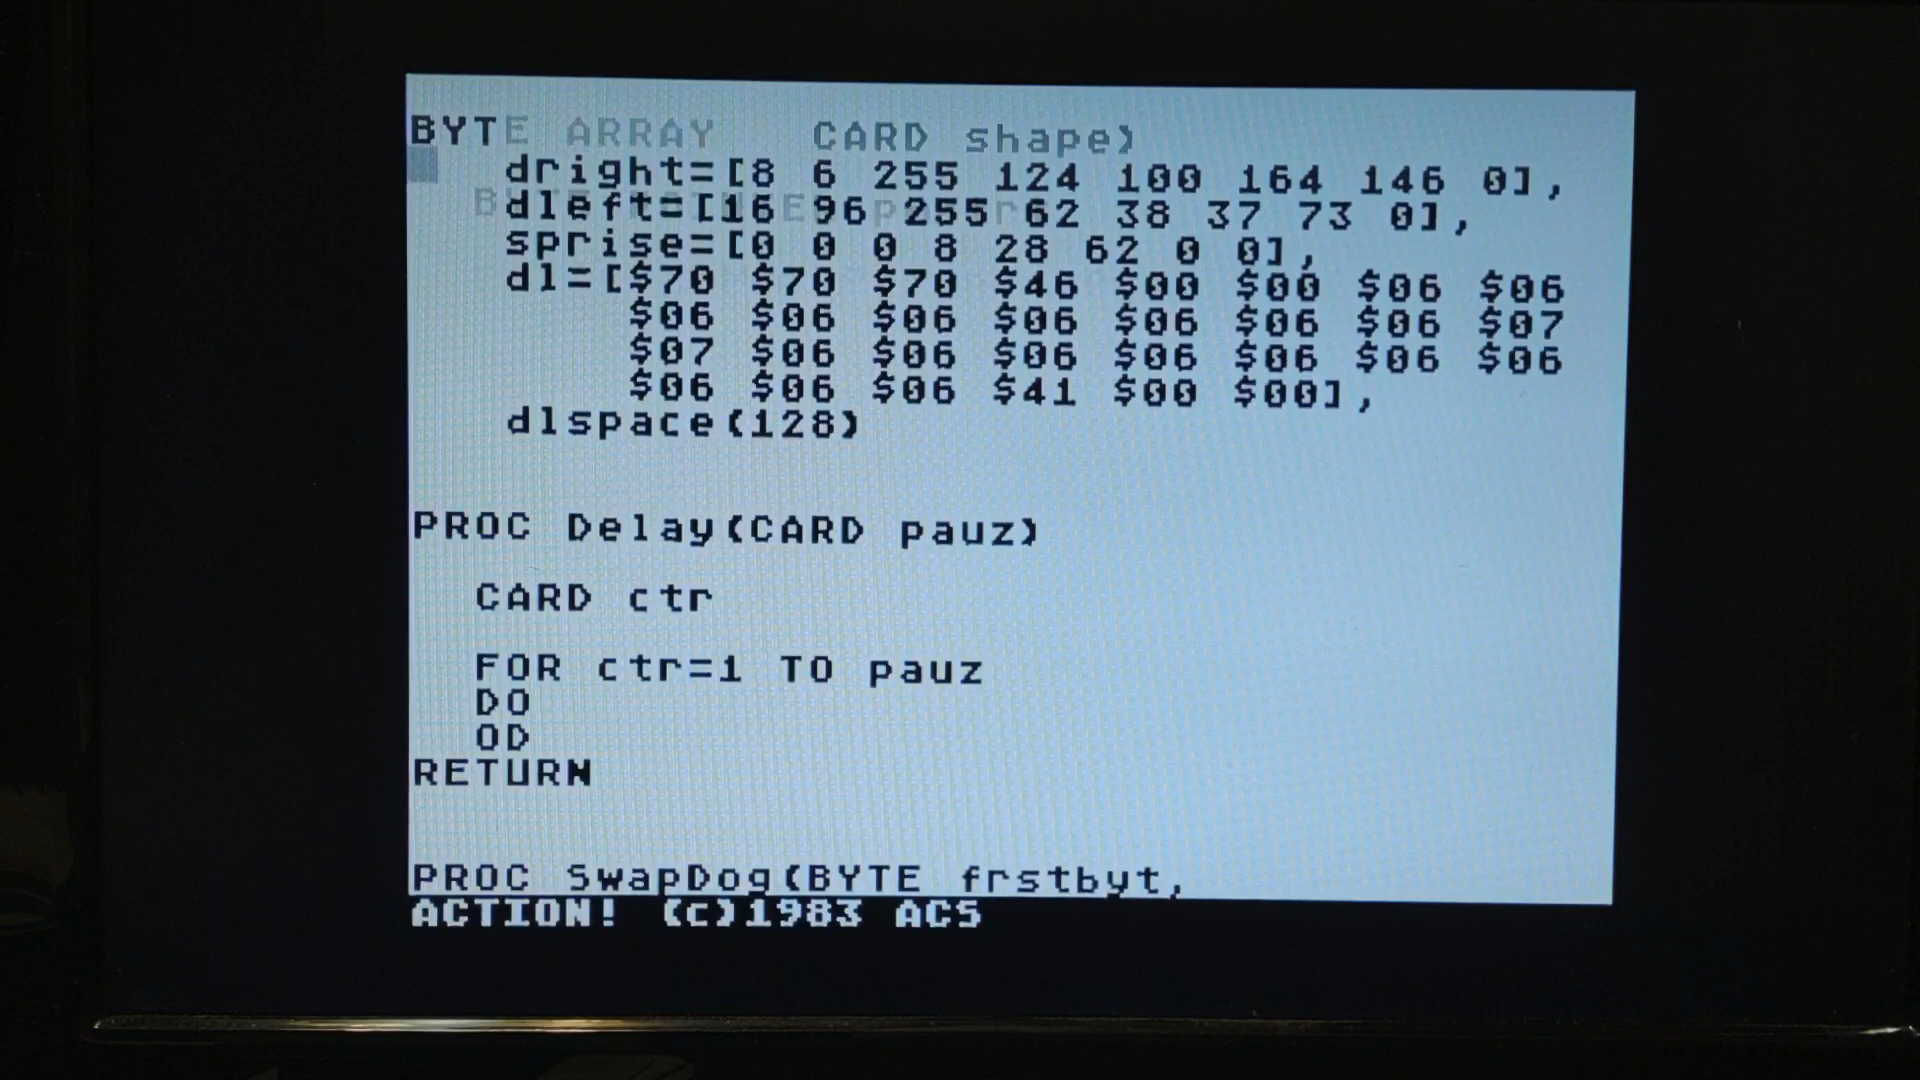 BYTE ARRAY CARD shape)
dright=[8 6 255 124 100 164 146 0],
dleft=[16 96 255 62 38 37 73 0],
sprise=[0 0 0 8 28 62 0 0],
dl=[$70 $70 $70 $46 $00 $00 $06 $06
$06 $06 $06 $06 $06 $06 $06 $07
$07 $06 $06 $06 $06 $06 $06 $06
$06 $06 $06 $41 $00 $00],
dlspace(128)
PROC Delay(CARD pauz)
CARD ctr
FOR ctr=1 TO pauz
DO
OD
RETURN
PROC SwapDog(BYTE frstbyt,
ACTION! (c)1983 ACS